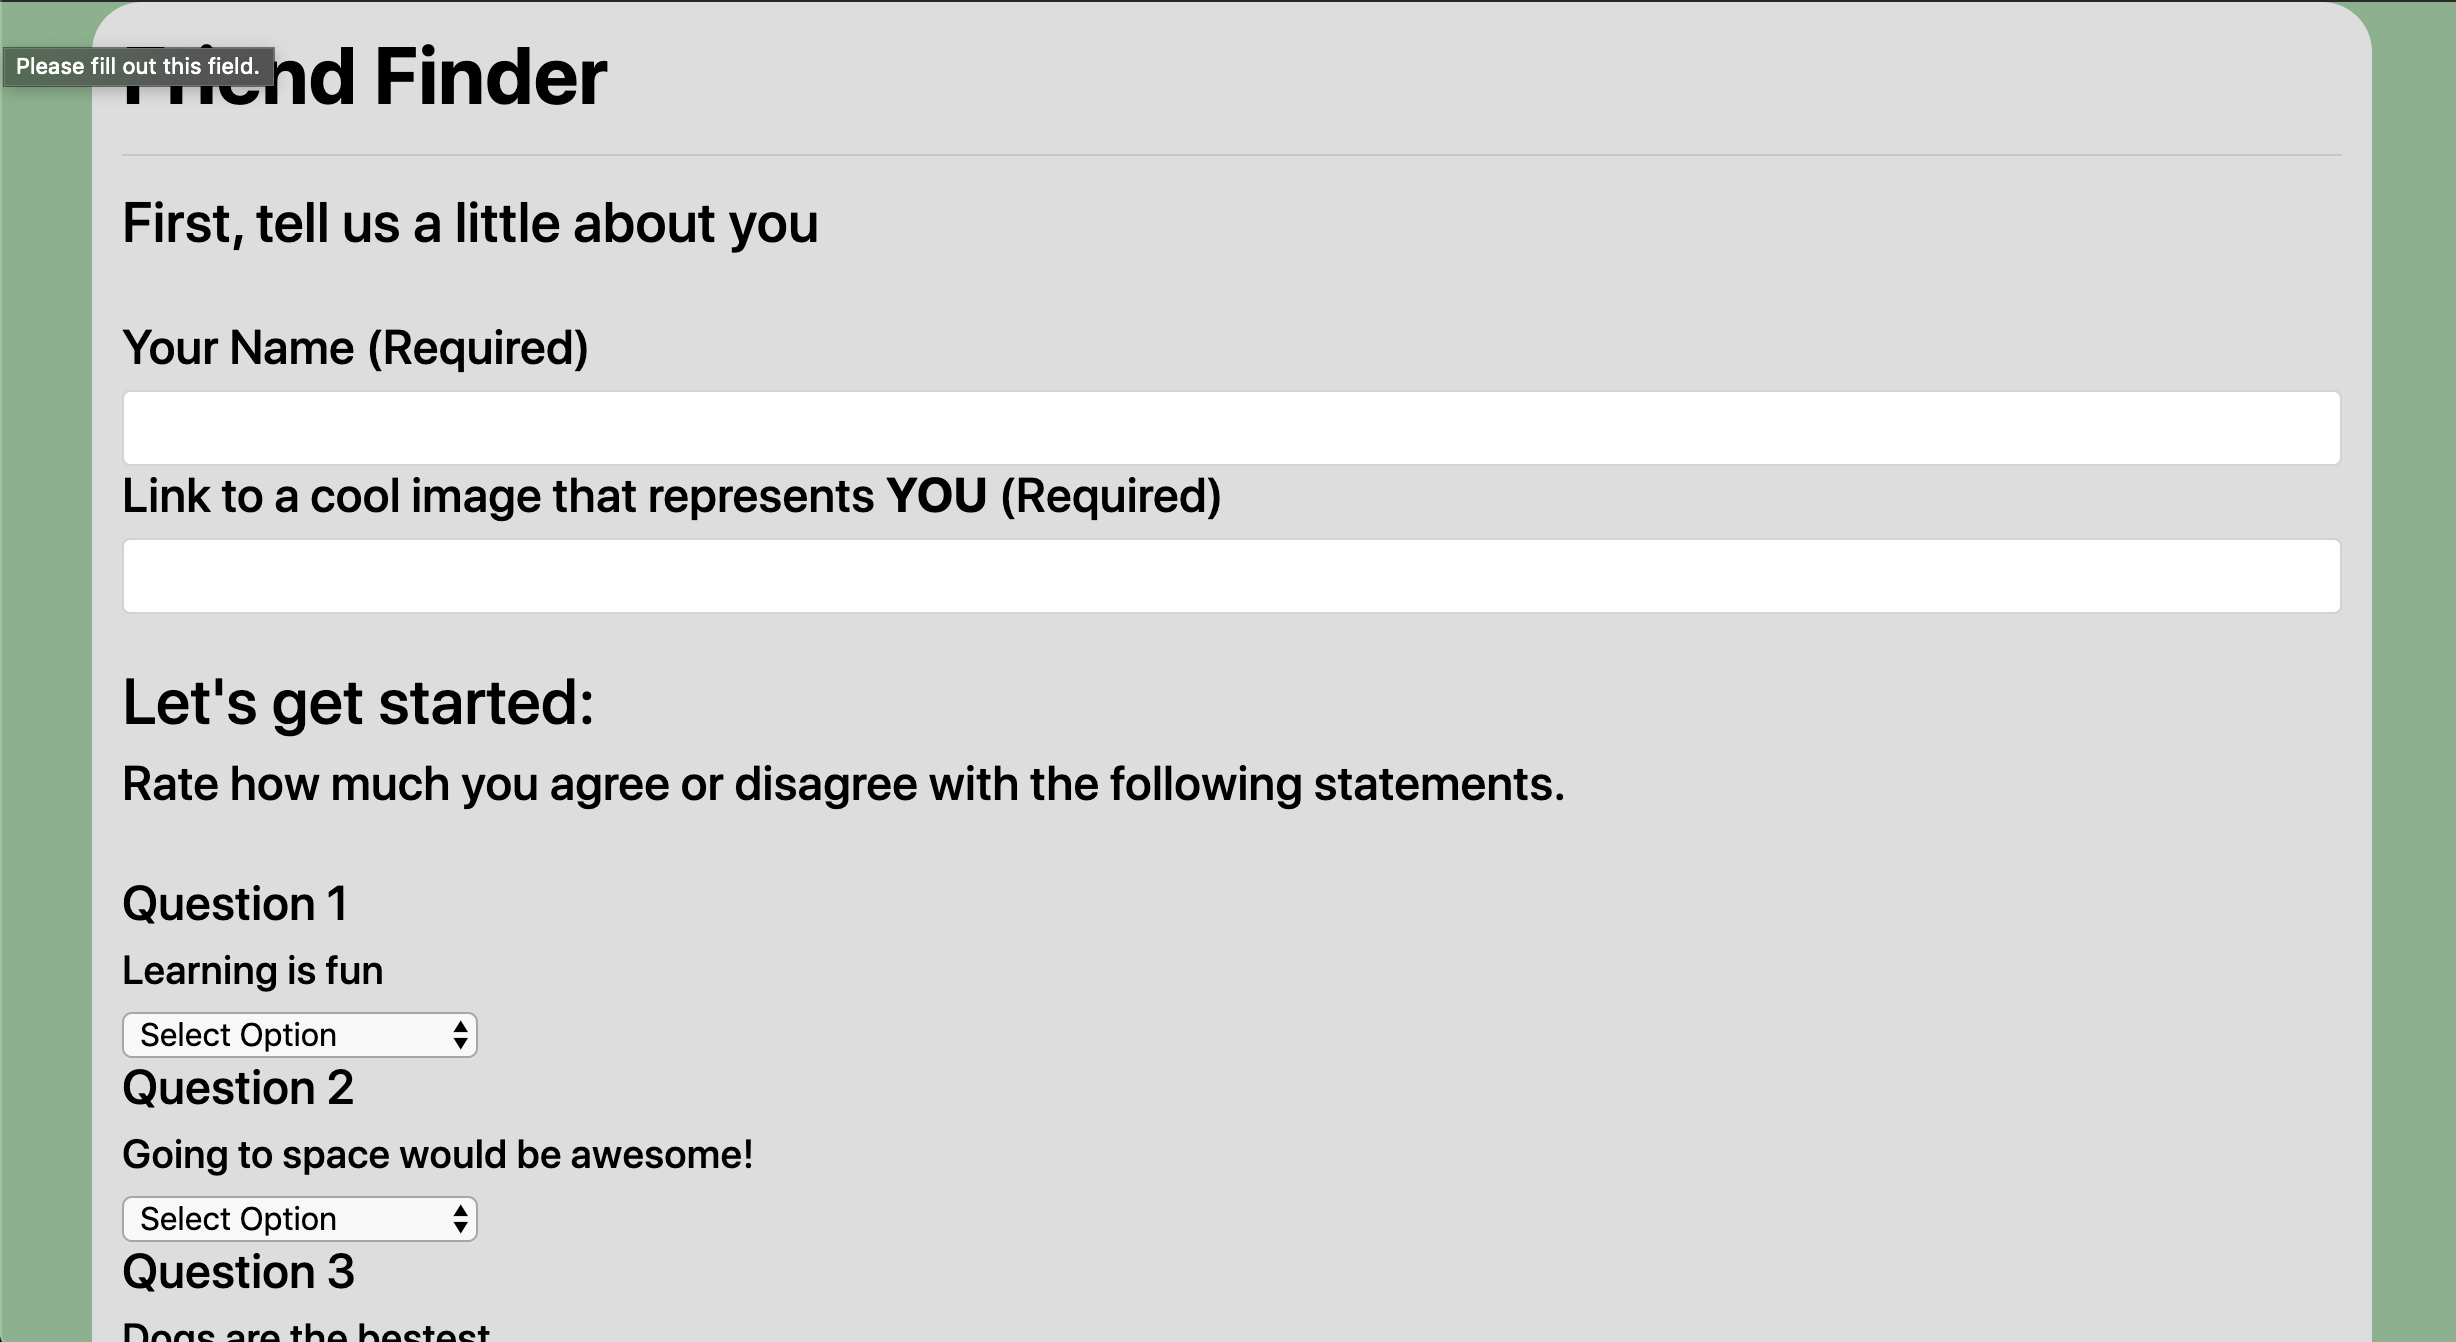 Please fill out this field.
Friend Finder
First, tell us a little about you
Your Name (Required)
Link to a cool image that represents YOU (Required)
Let's get started:
Rate how much you agree or disagree with the following statements.
Question 1
Learning is fun
Select Option
Question 2
Going to space would be awesome!
Select Option
Question 3
Dogs are the bestest